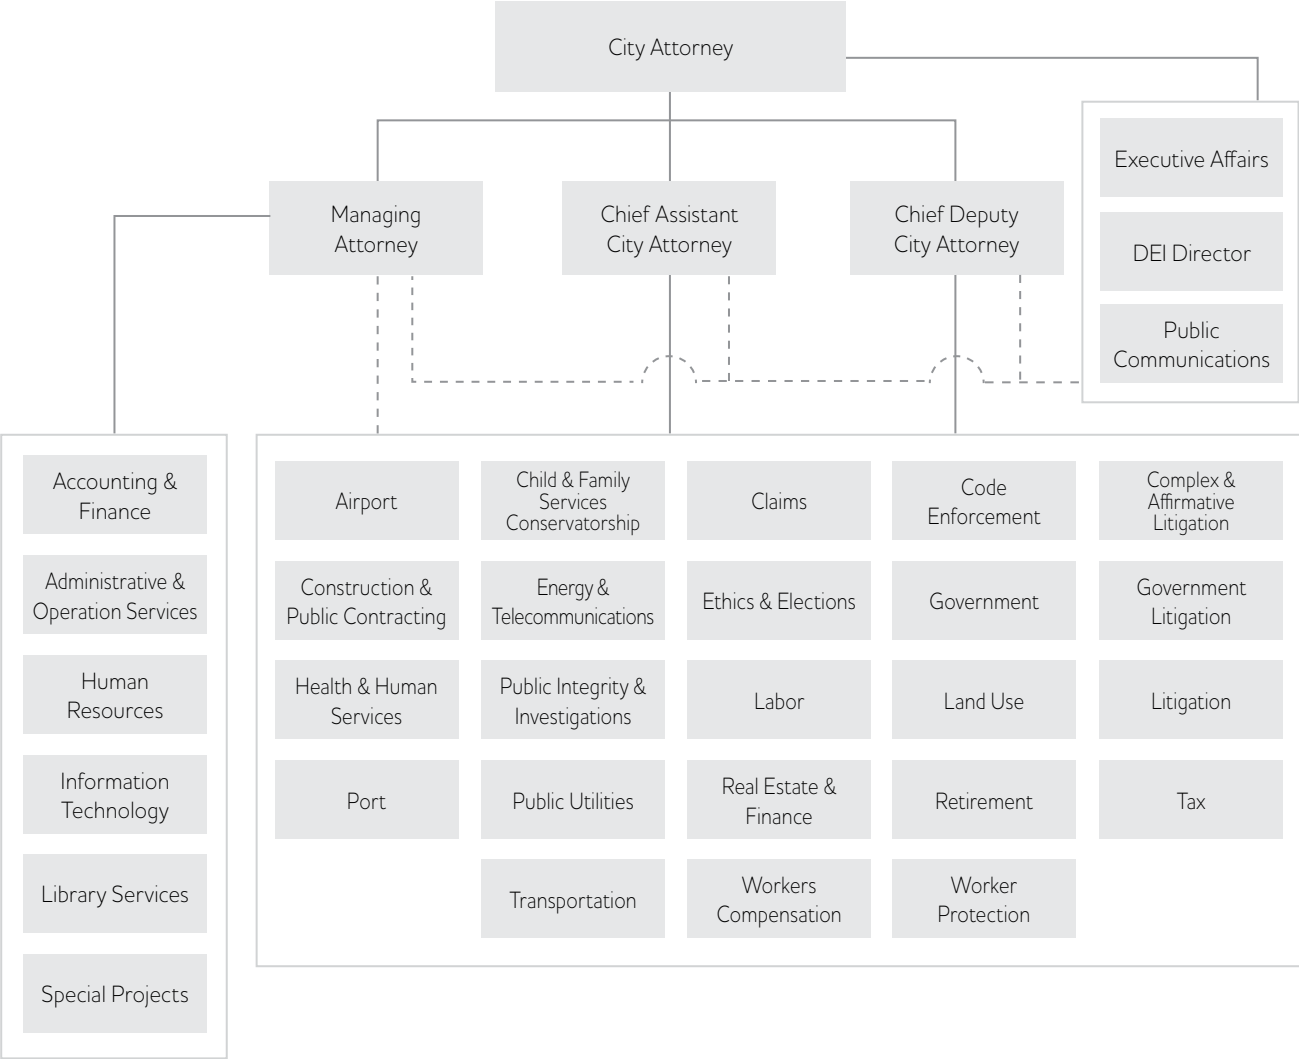 City Attorney
Managing
Attorney
Chief Assistant
City Attorney
Chief Deputy
City Attorney
Executive Affairs
DEI Director
Public
Communications
Accounting &
Finance
Administrative &
Operation Services
Human
Resources
Information
Technology
Library Services
Special Projects
Airport
Child & Family
Services
Conservatorship
Claims
Code
Enforcement
Complex &
Affirmative
Litigation
Construction &
Public Contracting
Energy &
Telecommunications
Ethics & Elections
Government
Government
Litigation
Health & Human
Services
Public Integrity &
Investigations
Labor
Land Use
Litigation
Port
Public Utilities
Real Estate &
Finance
Retirement
Tax
Transportation
Workers
Compensation
Worker
Protection